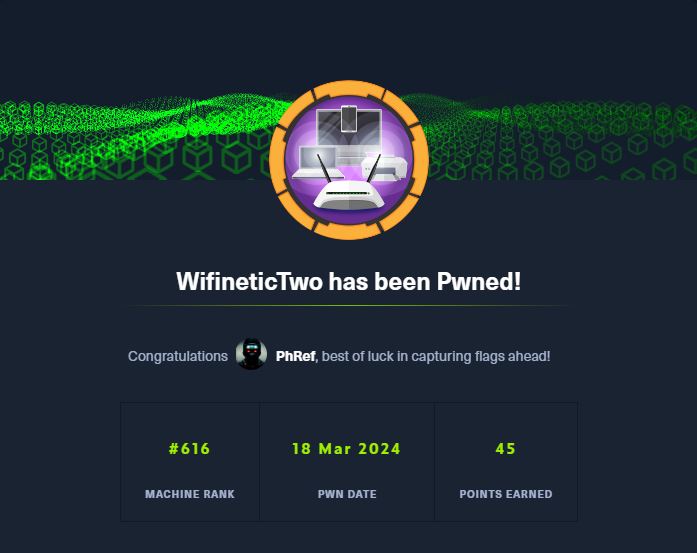 WifineticTwo has been Pwned!
Congratulations PhRef, best of luck in capturing flags ahead!
#616 18 Mar 2024 45
MACHINE RANK PWN DATE POINTS EARNED